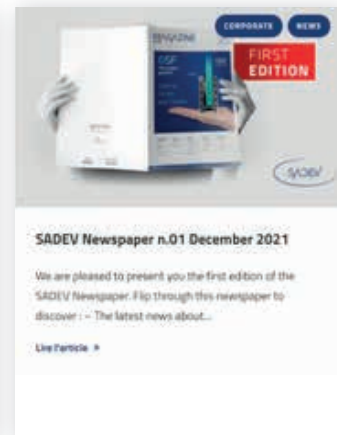 CORPORATE
NEWS
FIRST
EDITION
SADEV
SADEV Newspaper n.01 December 2021
We are pleased to present you the first edition of the
SADEV Newspaper. Flip through this newspaper to
discover : – The latest news about...
Lire l'article »